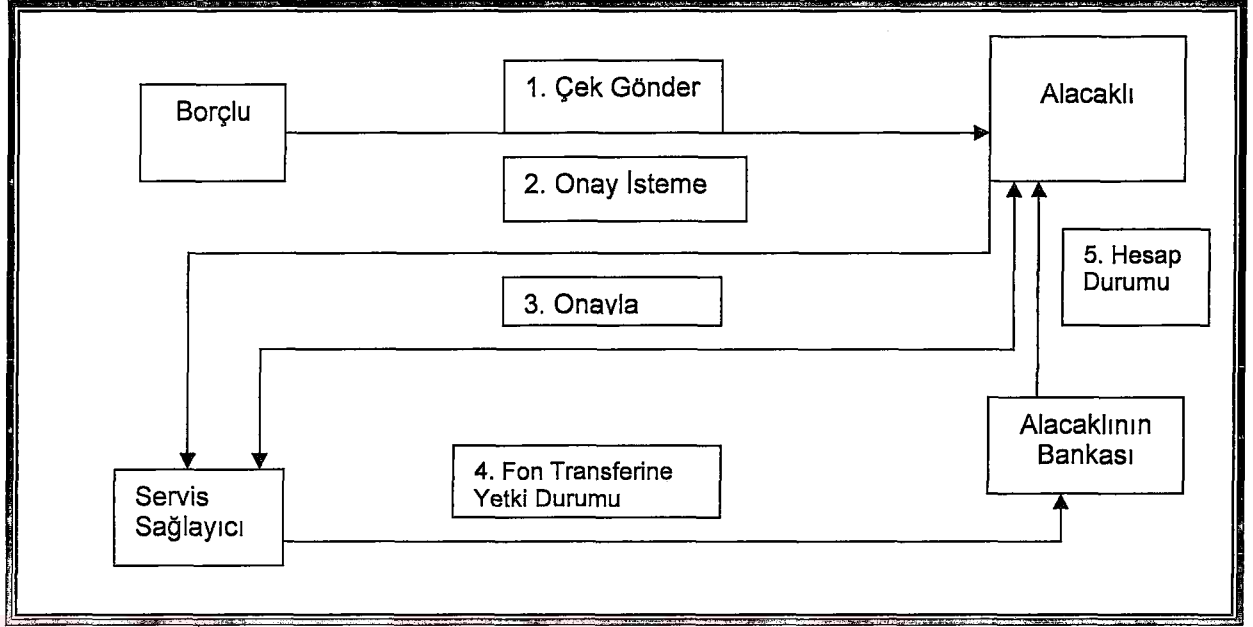 Borçlu
1. Çek Gönder
Alacaklı
2. Onay İsteme
5. Hesap
Durumu
3. Onavla
Alacaklının
Bankası
4. Fon Transferine
Yetki Durumu
Servis
Sağlayıcı